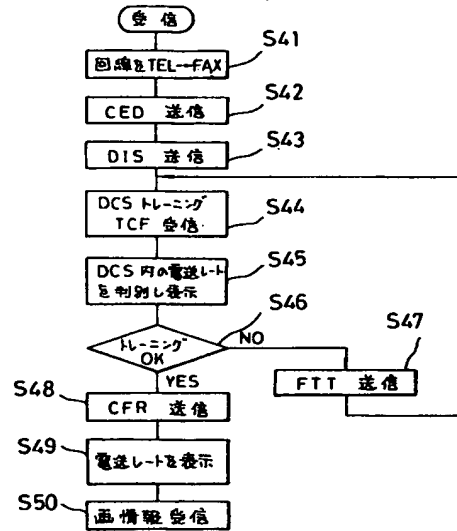 受信
S41
回線をTEL→FAX
S42
CED 送信
S43
DIS 送信
DCS トレーニング
TCF 受信
S44
DCS 内の電送レート
を判別し表示
S45
S46
トレーニング
OK
NO
S47
YES
FTT 送信
S48
CFR 送信
S49
電送レートを表示
S50
画情報受信